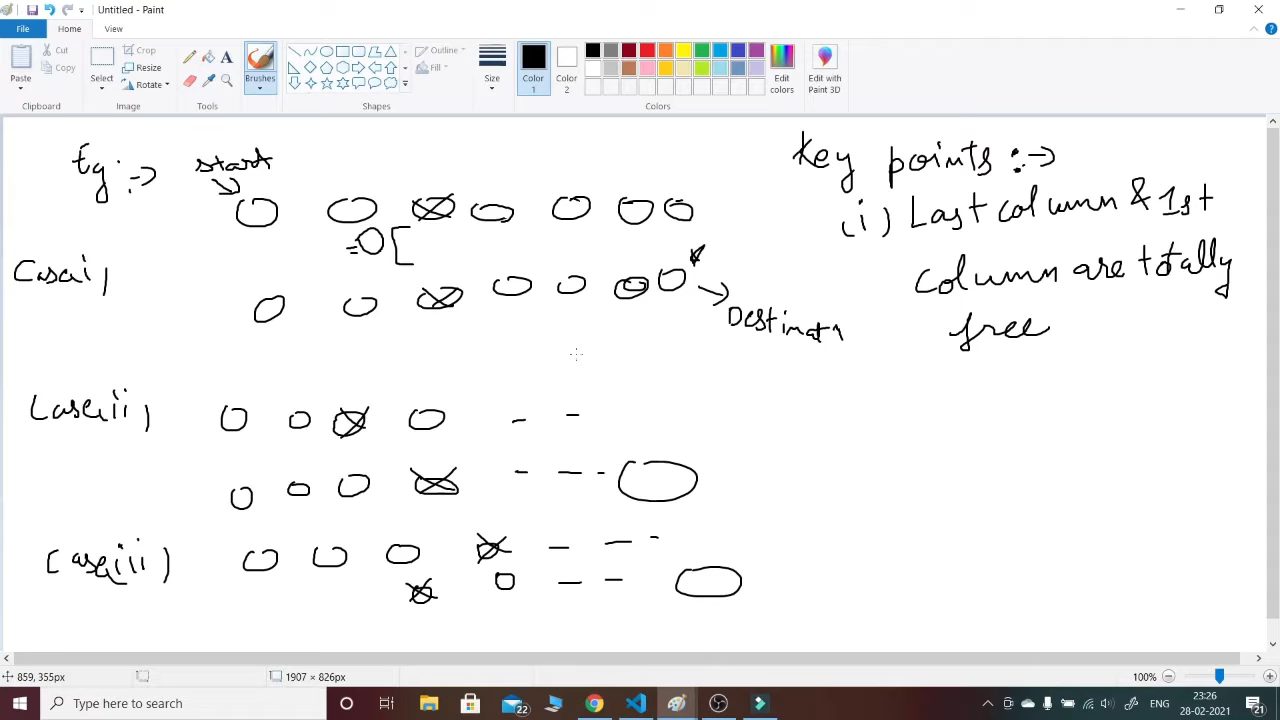 Untitled - Paint
File
Home
View
Paste
Cut
Copy
Clipboard
Select
Crop
Resize
Rotate
Image
Tools
Brushes
Shapes
Outline
Fill
Size
Color 1
Color 2
Colors
Edit colors
Edit with Paint 3D
Eg :→
start
Key points :→
(i) Last column & 1st
column are totally
free
Case i)
Destinatn
Case ii)
Case iii)
859, 355px
1907 × 826px
100%
Type here to search
22
ENG
23:26
28-02-2021
21